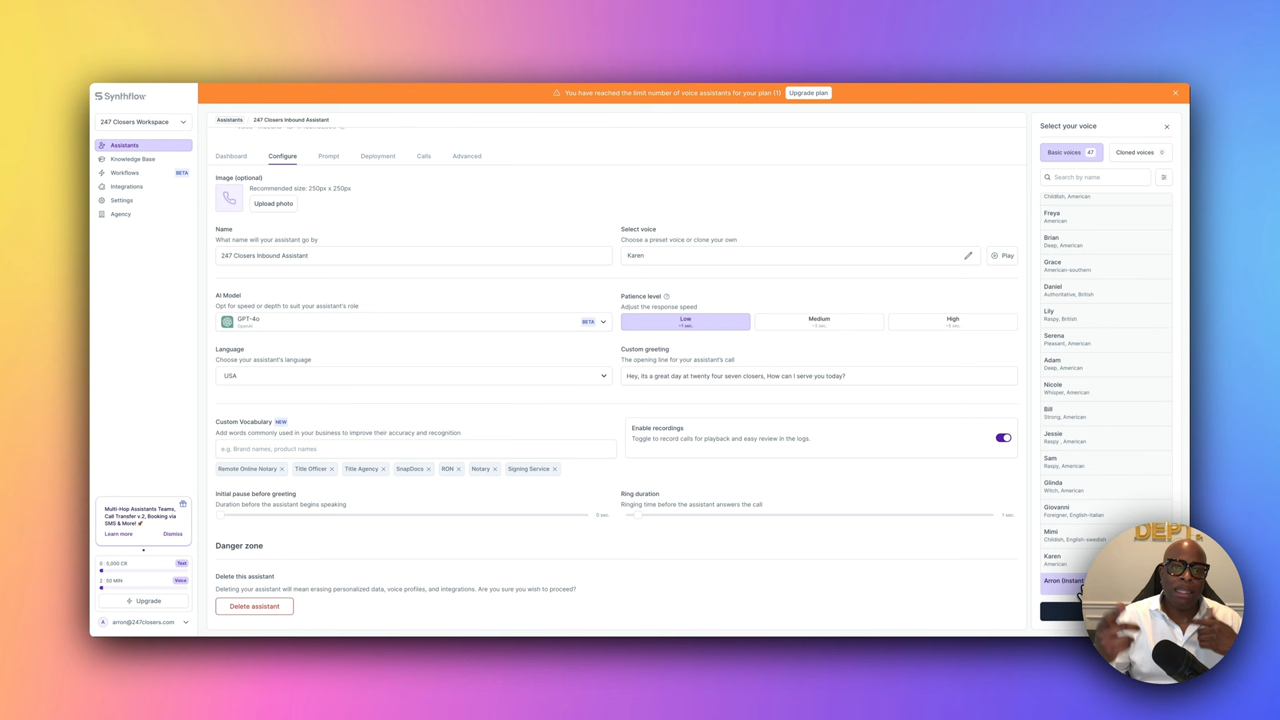 Synthflow
247 Closers Workspace
Assistants
Knowledge Base
Workflows BETA
Integrations
Settings
Agency
Multi-Hop Assistants Teams,
Call Transfer v.2, Booking via
SMS & More! 🚀
Learn more Dismiss
0 : 5,000 CR Text
2 : 50 MIN Voice
Upgrade
A arron@247closers.com
You have reached the limit number of voice assistants for your plan (1) Upgrade plan
Assistants / 247 Closers Inbound Assistant
Dashboard Configure Prompt Deployment Calls Advanced
Image (optional)
Recommended size: 250px x 250px
Upload photo
Name
What name will your assistant go by
247 Closers Inbound Assistant
Select voice
Choose a preset voice or clone your own
Karen
Play
AI Model
Opt for speed or depth to suit your assistant's role
GPT-4o BETA
OpenAI
Patience level
Adjust the response speed
Low Medium High
~1 sec. ~3 sec. ~5 sec.
Language
Choose your assistant's language
USA
Custom greeting
The opening line for your assistant's call
Hey, its a great day at twenty four seven closers, How can I serve you today?
Custom Vocabulary NEW
Add words commonly used in your business to improve their accuracy and recognition
e.g. Brand names, product names
Remote Online Notary Title Officer Title Agency SnapDocs RON Notary Signing Service
Enable recordings
Toggle to record calls for playback and easy review in the logs.
Initial pause before greeting
Duration before the assistant begins speaking
0 sec.
Ring duration
Ringing time before the assistant answers the call
1 sec.
Danger zone
Delete this assistant
Deleting your assistant will mean erasing personalized data, voice profiles, and integrations. Are you sure you wish to proceed?
Delete assistant
Select your voice
Basic voices 47 Cloned voices 0
Search by name
Childish, American
Freya
American
Brian
Deep, American
Grace
American-southern
Daniel
Authoritative, British
Lily
Raspy, British
Serena
Pleasant, American
Adam
Deep, American
Nicole
Whisper, American
Bill
Strong, American
Jessie
Raspy , American
Sam
Raspy, American
Glinda
Witch, American
Giovanni
Foreigner, English-italian
Mimi
Childish, English-swedish
Karen
American
Arron (Instant
DEPT